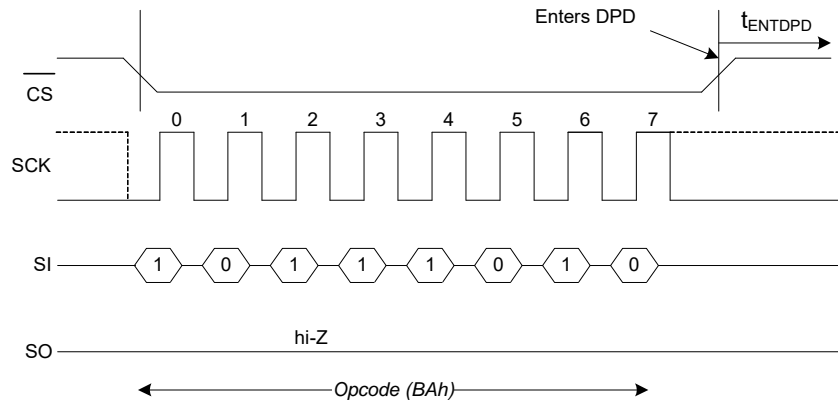 Enters DPD
tENTDPD
CS
0 1 2 3 4 5 6 7
SCK
SI 1 0 1 1 1 0 1 0
hi-Z
SO
Opcode (BAh)